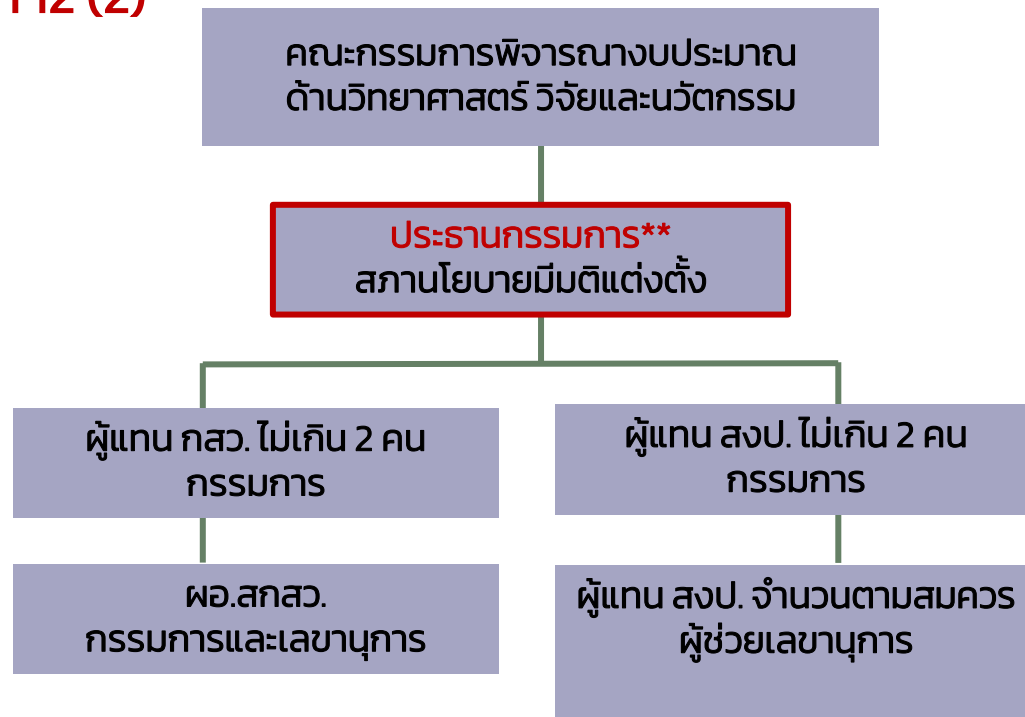 (2)
คณะกรรมการพิจารณางบประมาณ
ด้านวิทยาศาสตร์ วิจัยและนวัตกรรม
ประธานกรรมการ**
สภานโยบายมีมติแต่งตั้ง
ผู้แทน กสว. ไม่เกิน 2 คน
กรรมการ
ผู้แทน สงป. ไม่เกิน 2 คน
กรรมการ
ผอ.สกสว.
กรรมการและเลขานุการ
ผู้แทน สงป. จำนวนตามสมควร
ผู้ช่วยเลขานุการ